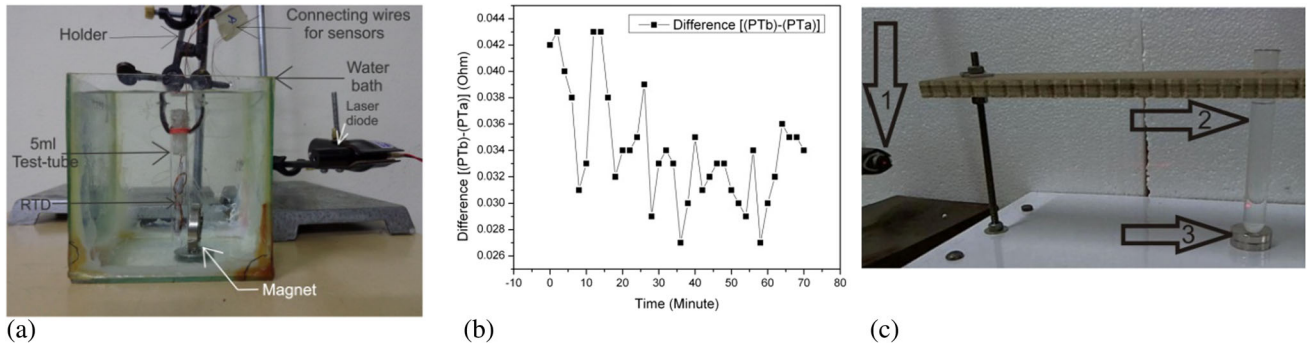 Connecting wires
for sensors
Holder
Water
bath
Laser
diode
5ml
Test-tube
RTD
Magnet
(a)
Difference [(PTb)-(PTa)]
Difference [(PTb)-(PTa)] (Ohm)
0.044
0.042
0.040
0.038
0.036
0.034
0.032
0.030
0.028
0.026
-10 0 10 20 30 40 50 60 70 80
Time (Minute)
(b)
1
2
3
(c)